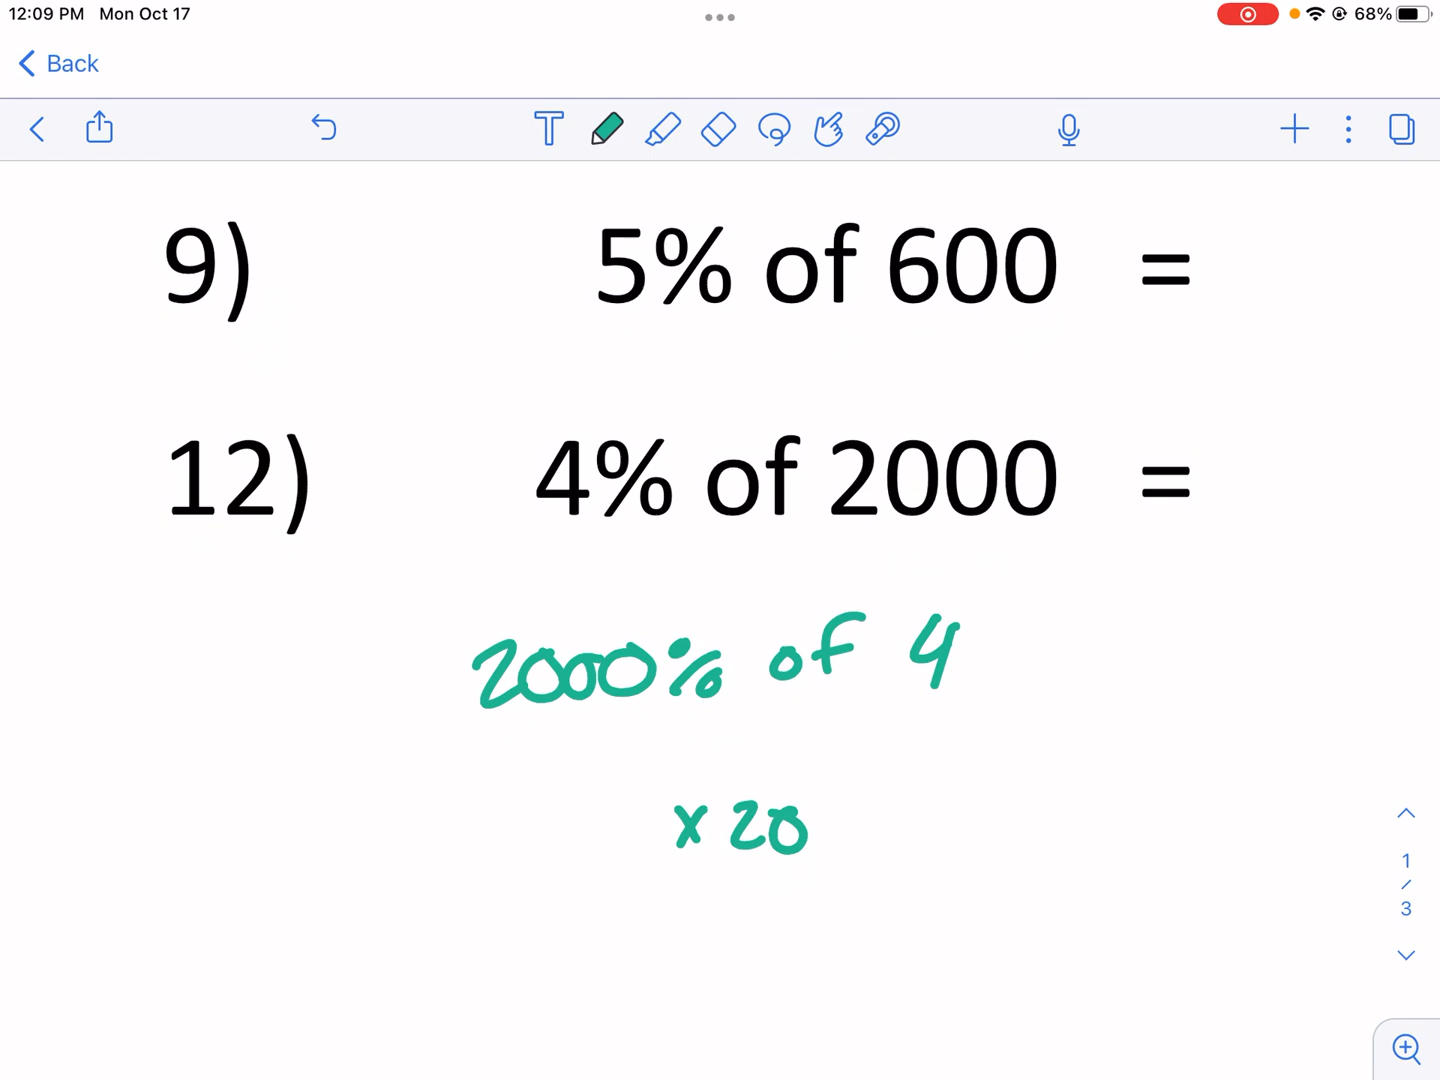 12:09 PM Mon Oct 17
68%
Back
9) 5% of 600 =
12) 4% of 2000 =
2000% of 4
x 20
1
/
3